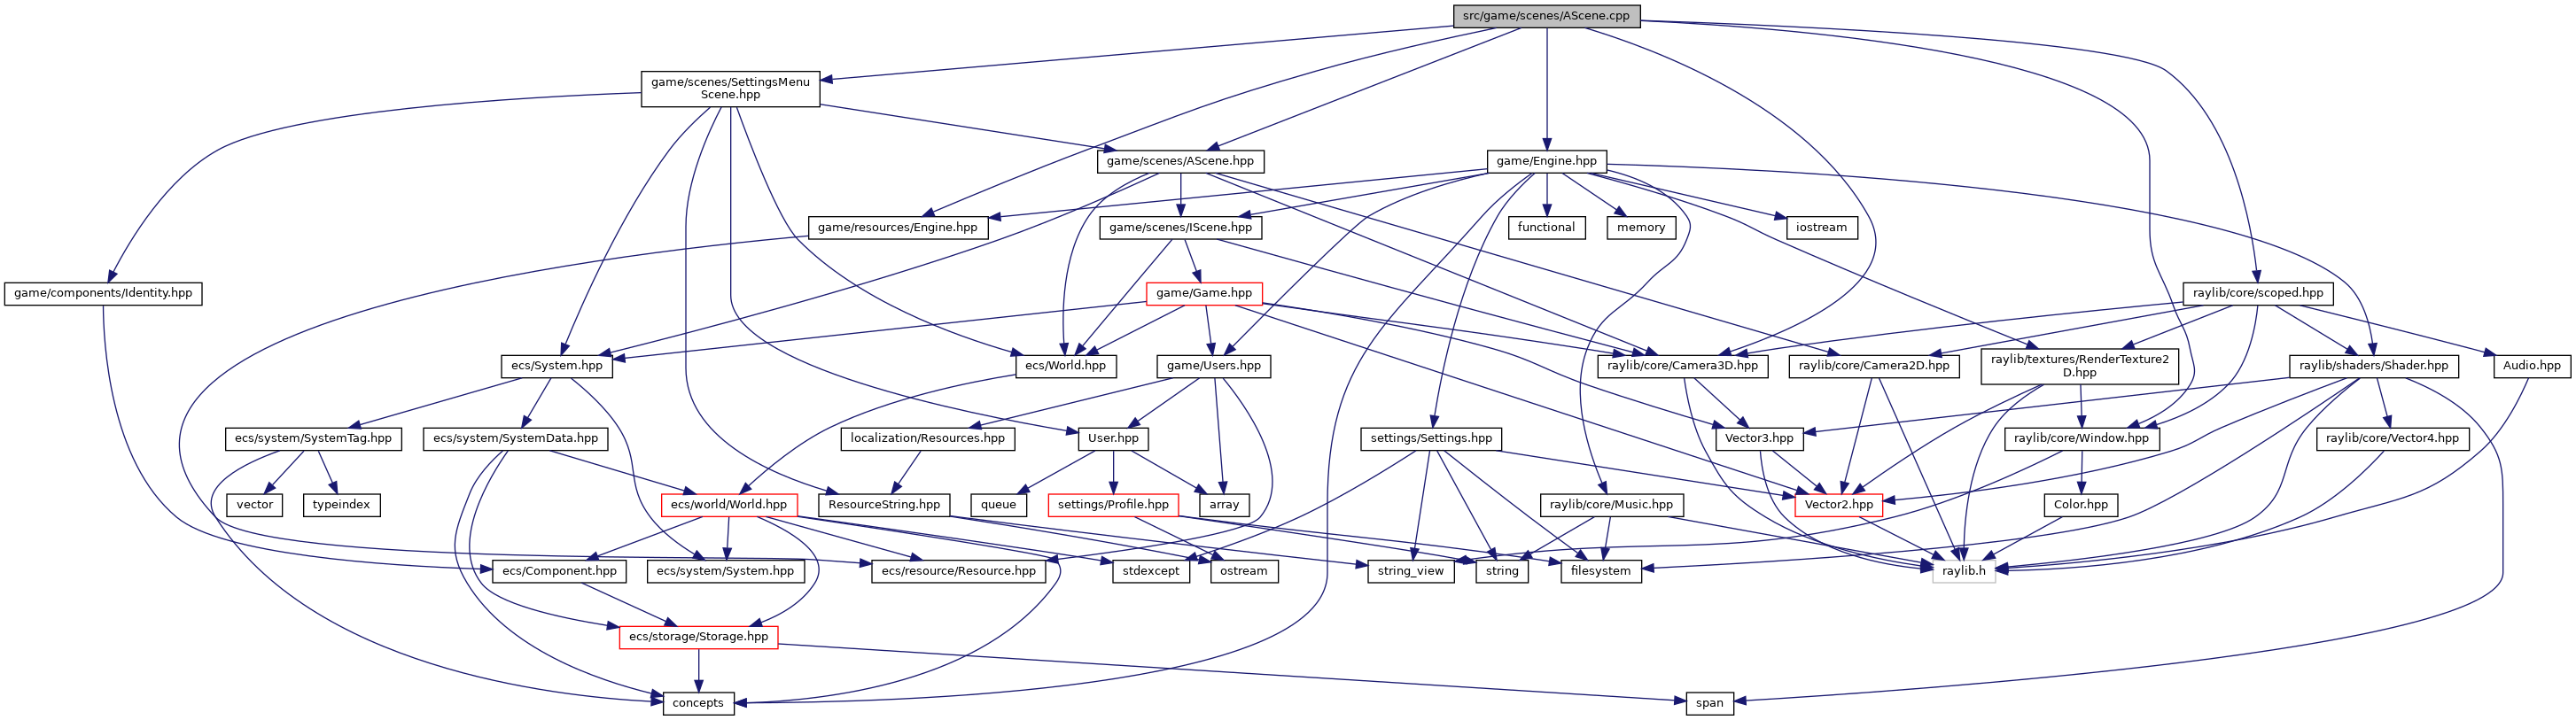 src/game/scenes/AScene.cpp
game/scenes/SettingsMenu
Scene.hpp
game/scenes/AScene.hpp
game/Engine.hpp
game/resources/Engine.hpp
game/scenes/IScene.hpp
functional
memory
iostream
game/components/Identity.hpp
game/Game.hpp
raylib/core/scoped.hpp
ecs/System.hpp
ecs/World.hpp
game/Users.hpp
raylib/core/Camera3D.hpp
raylib/core/Camera2D.hpp
raylib/textures/RenderTexture2
D.hpp
raylib/shaders/Shader.hpp
Audio.hpp
ecs/system/SystemTag.hpp
ecs/system/SystemData.hpp
localization/Resources.hpp
User.hpp
settings/Settings.hpp
Vector3.hpp
raylib/core/Window.hpp
raylib/core/Vector4.hpp
vector
typeindex
ecs/world/World.hpp
ResourceString.hpp
queue
settings/Profile.hpp
array
raylib/core/Music.hpp
Vector2.hpp
Color.hpp
ecs/Component.hpp
ecs/system/System.hpp
ecs/resource/Resource.hpp
stdexcept
ostream
string_view
string
filesystem
raylib.h
ecs/storage/Storage.hpp
concepts
span